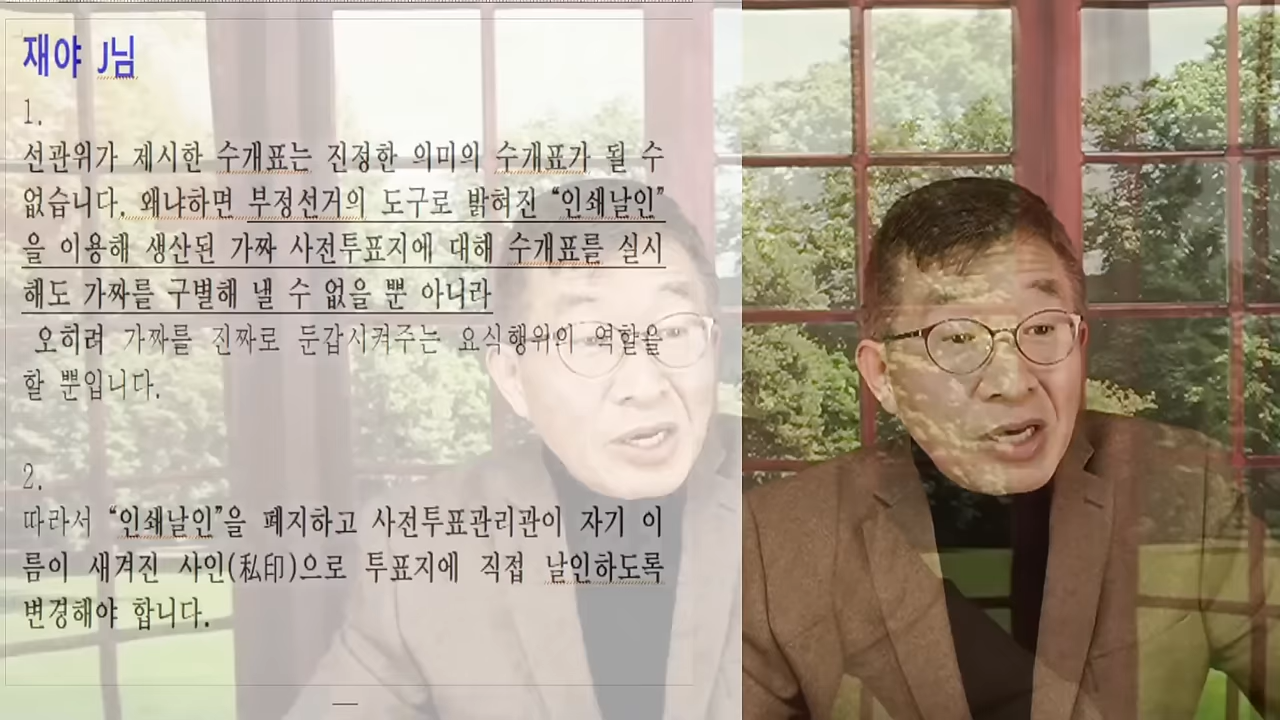 재야 J님
1.
선관위가 제시한 수개표는 진정한 의미의 수개표가 될 수
없습니다. 왜냐하면 부정선거의 도구로 밝혀진 “인쇄날인”
을 이용해 생산된 가짜 사전투표지에 대해 수개표를 실시
해도 가짜를 구별해 낼 수 없을 뿐 아니라
오히려 가짜를 진짜로 둔갑시켜주는 요식행위의 역할을
할 뿐입니다.
2.
따라서 “인쇄날인”을 폐지하고 사전투표관리관이 자기 이
름이 새겨진 사인(私印)으로 투표지에 직접 날인하도록
변경해야 합니다.